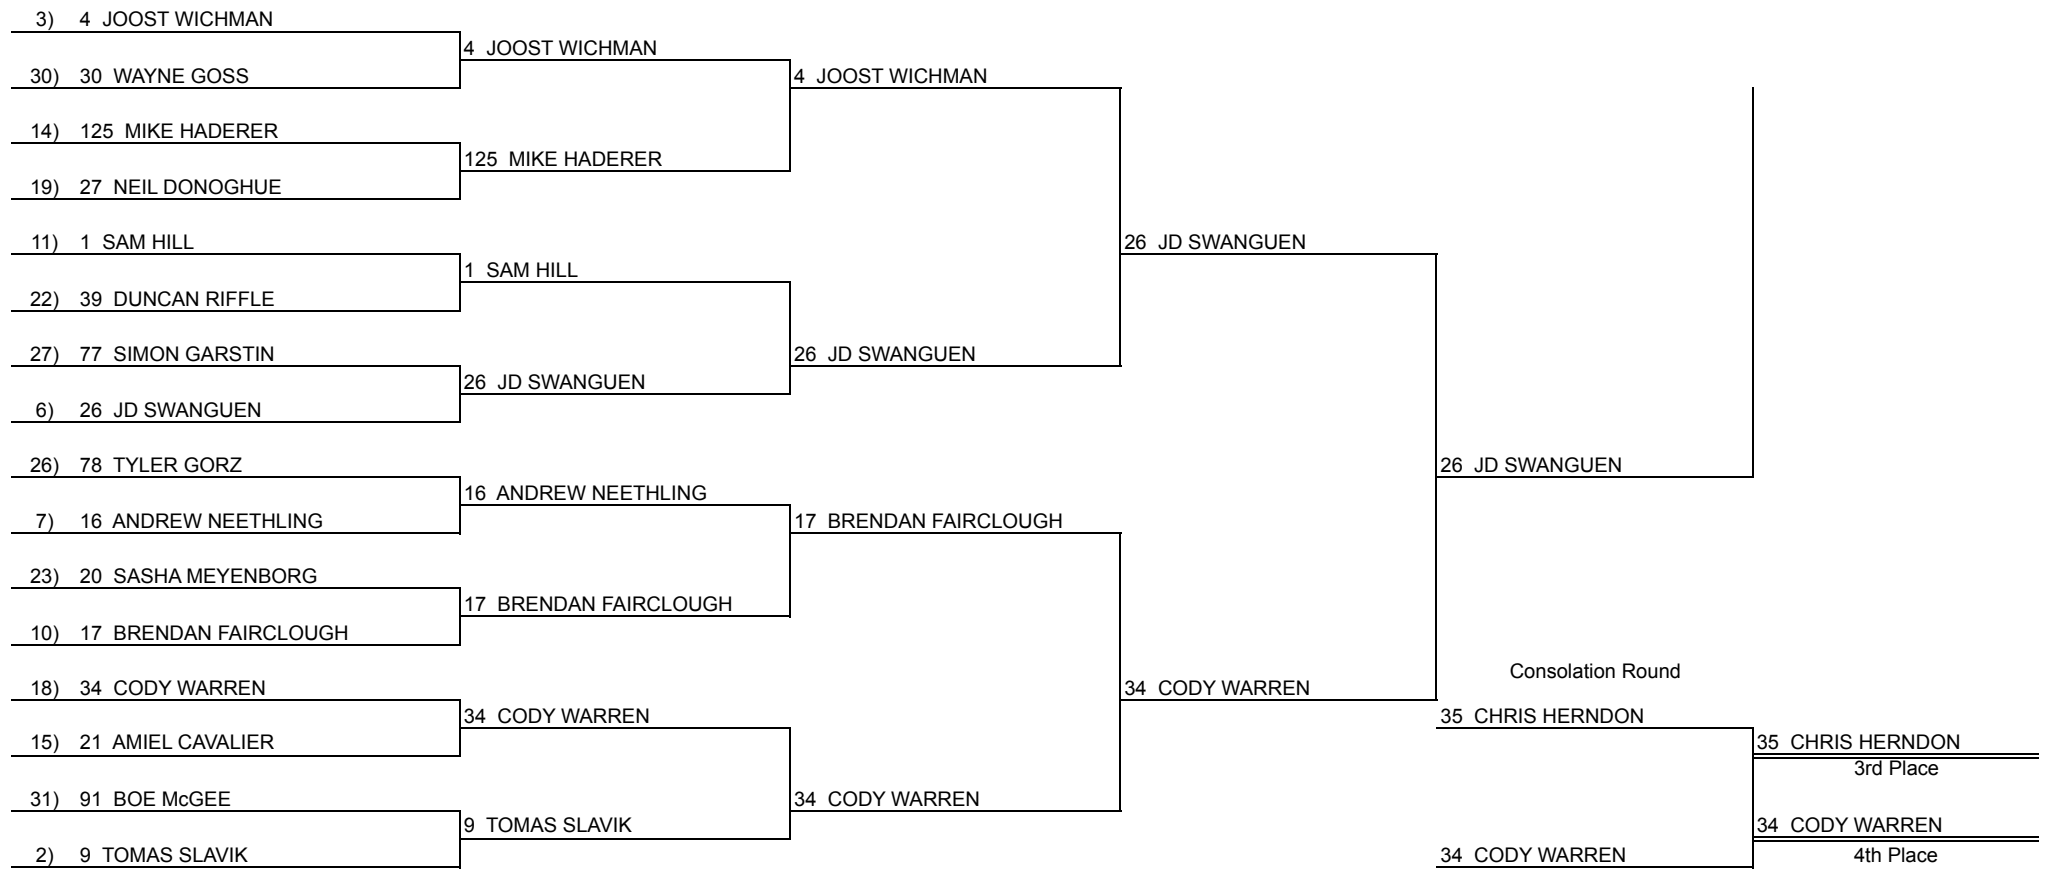 3) 4 JOOST WICHMAN
30) 30 WAYNE GOSS
14) 125 MIKE HADERER
19) 27 NEIL DONOGHUE
11) 1 SAM HILL
22) 39 DUNCAN RIFFLE
27) 77 SIMON GARSTIN
6) 26 JD SWANGUEN
26) 78 TYLER GORZ
7) 16 ANDREW NEETHLING
23) 20 SASHA MEYENBORG
10) 17 BRENDAN FAIRCLOUGH
18) 34 CODY WARREN
15) 21 AMIEL CAVALIER
31) 91 BOE McGEE
2) 9 TOMAS SLAVIK
4 JOOST WICHMAN
125 MIKE HADERER
1 SAM HILL
26 JD SWANGUEN
16 ANDREW NEETHLING
17 BRENDAN FAIRCLOUGH
34 CODY WARREN
9 TOMAS SLAVIK
4 JOOST WICHMAN
26 JD SWANGUEN
17 BRENDAN FAIRCLOUGH
34 CODY WARREN
26 JD SWANGUEN
34 CODY WARREN
26 JD SWANGUEN
Consolation Round
35 CHRIS HERNDON
34 CODY WARREN
35 CHRIS HERNDON
3rd Place
34 CODY WARREN
4th Place